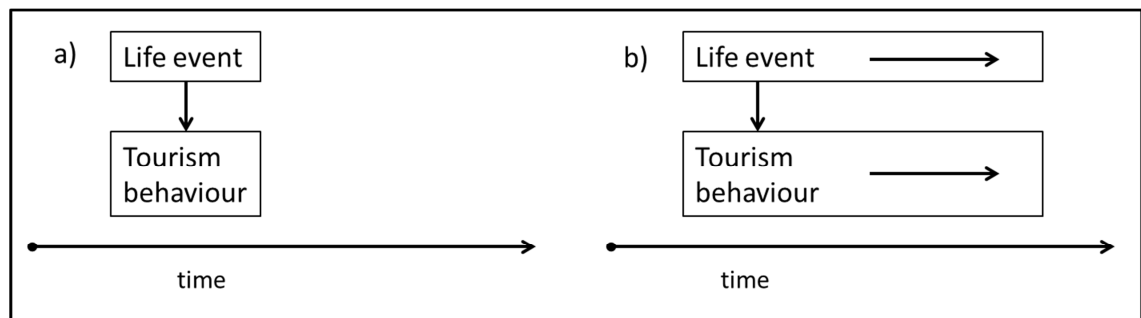 a)
Life event
Tourism
behaviour
time
b)
Life event
Tourism
behaviour
time